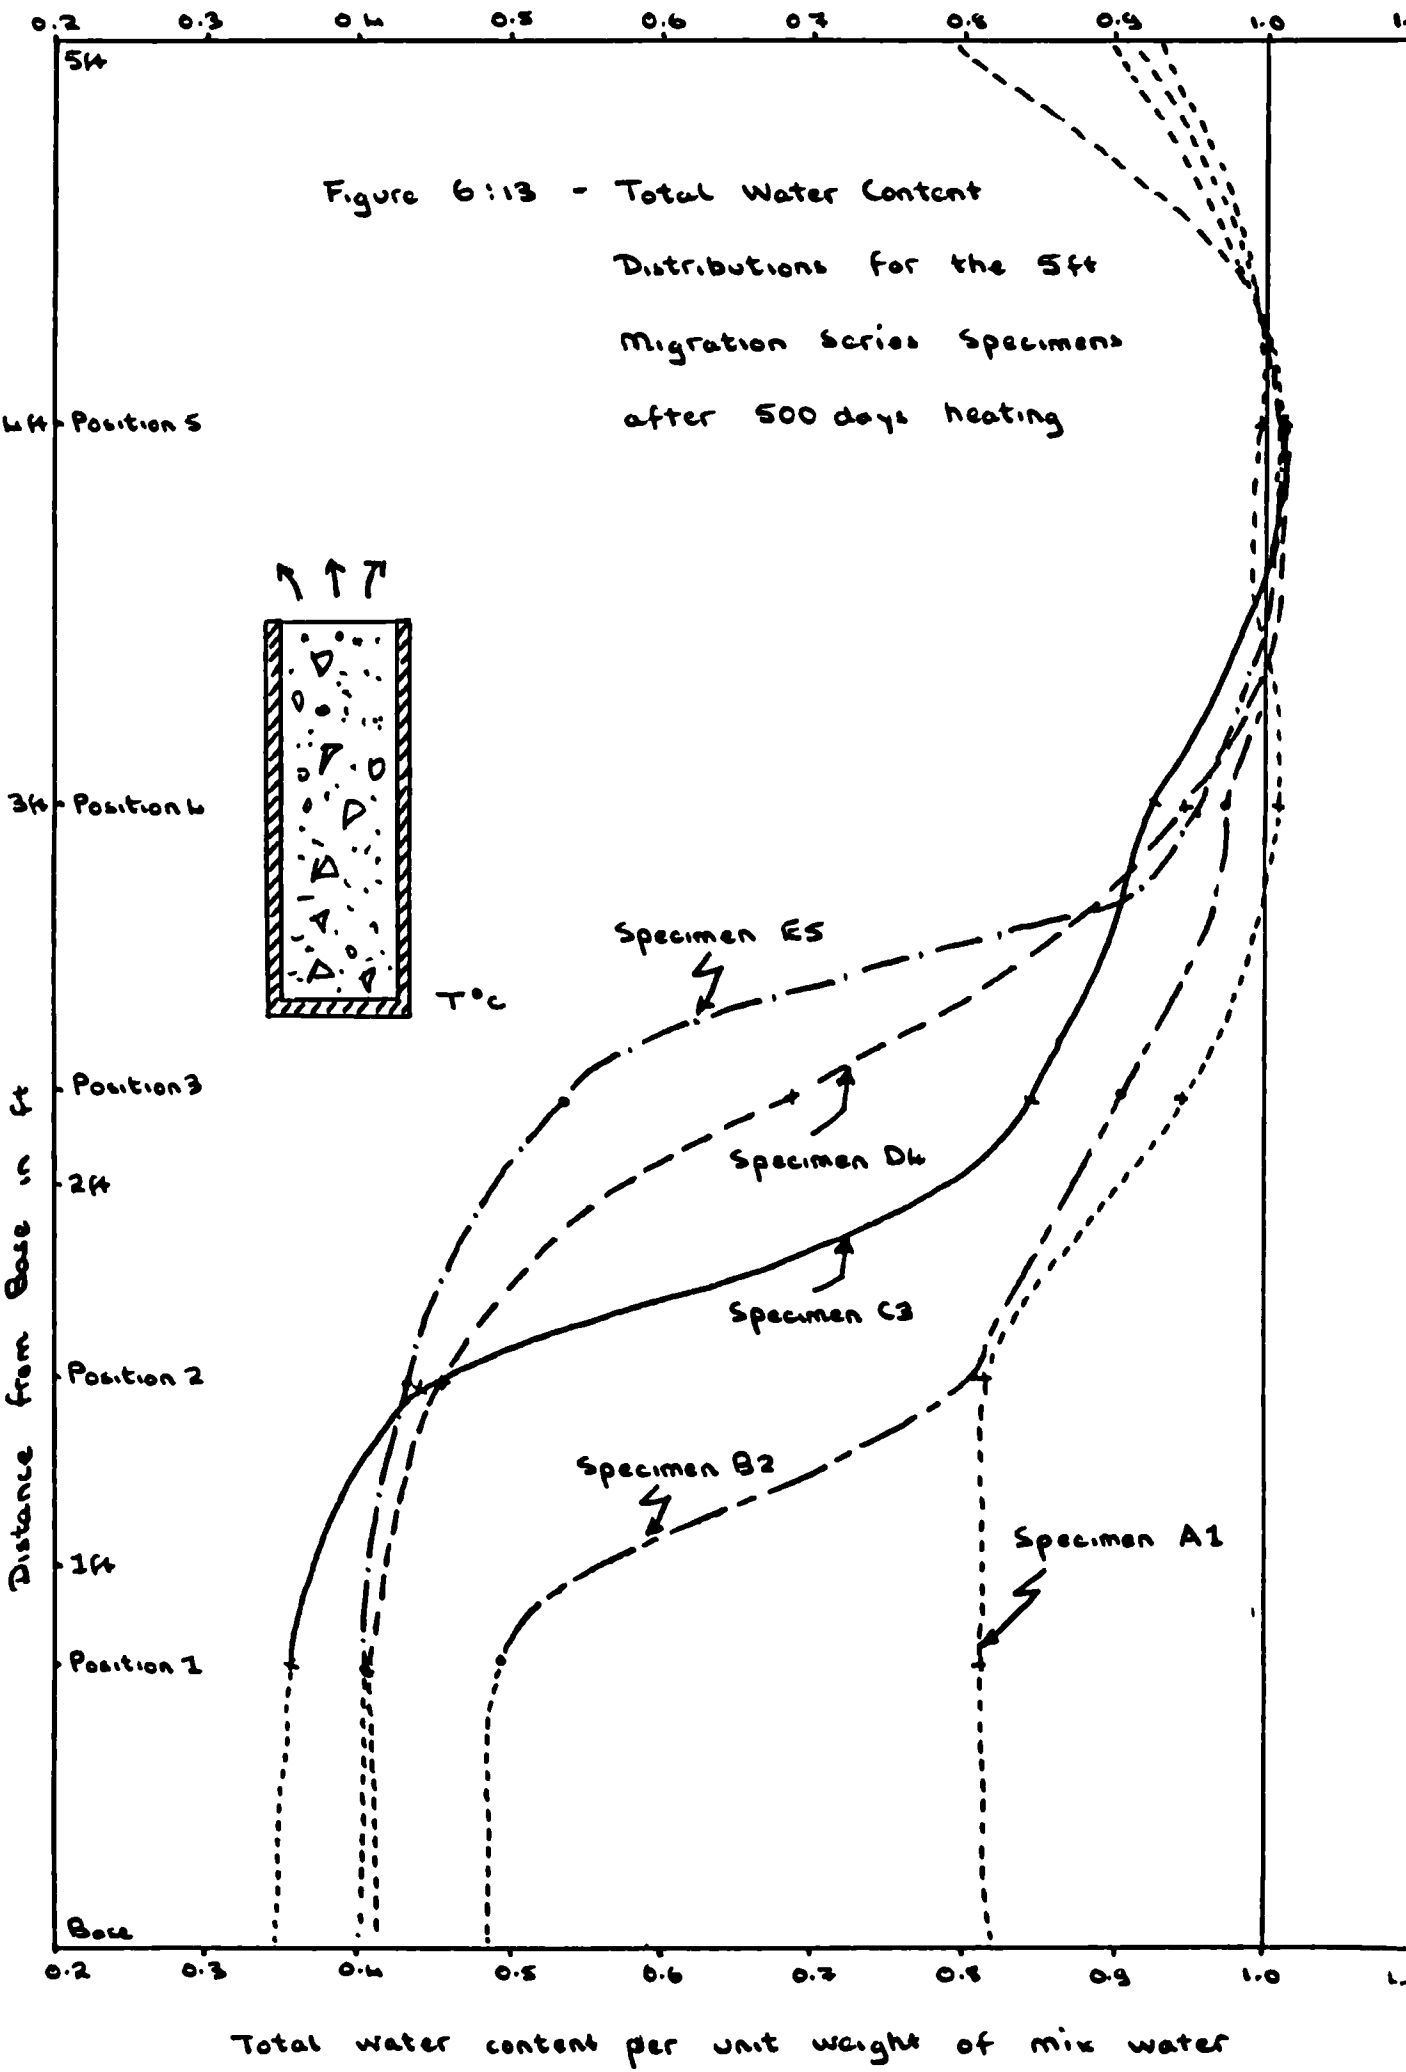 0.2 0.3 0.4 0.5 0.6 0.7 0.8 0.9 1.0
5ft
Figure 6:13 - Total Water Content
Distributions for the 5ft
Migration Series Specimens
after 500 days heating
4ft Position 5
3ft Position 4
Specimen E5
T°C
Position 3
Specimen D4
2ft
Specimen C3
Position 2
Specimen B2
Specimen A1
1ft
Position 1
Base
Distance from Base in ft
0.2 0.3 0.4 0.5 0.6 0.7 0.8 0.9 1.0
Total water content per unit weight of mix water